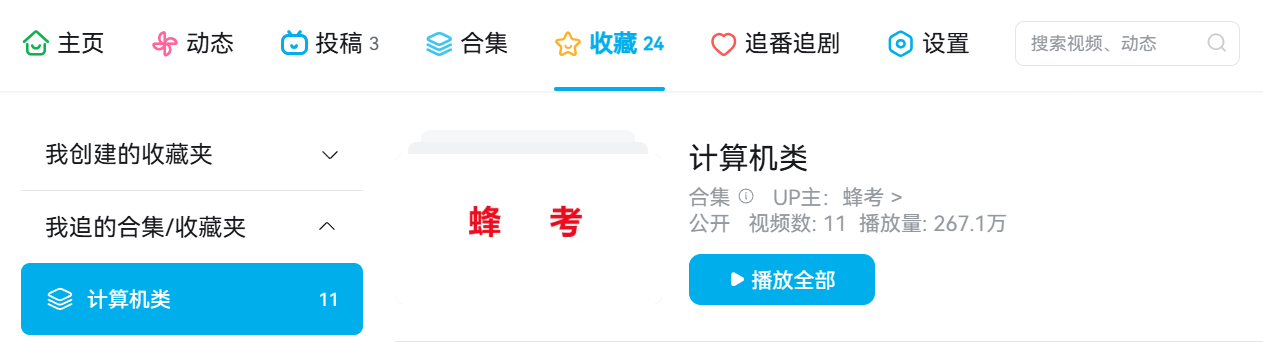 主页 动态 投稿 3 合集 收藏 24 追番追剧 设置 搜索视频、动态
我创建的收藏夹
我追的合集/收藏夹
计算机类 11
蜂 考
计算机类
合集 UP主：蜂考 >
公开 视频数: 11 播放量: 267.1万
播放全部